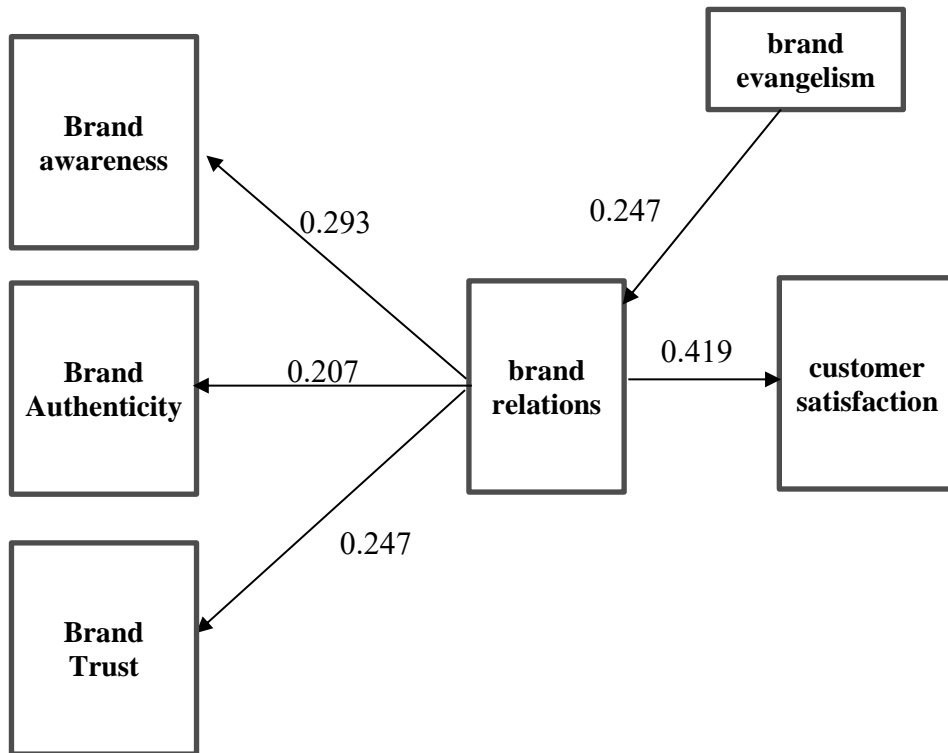 brand
evangelism
Brand
awareness
0.293
0.247
Brand
Authenticity
0.207
brand
relations
0.419
customer
satisfaction
0.247
Brand
Trust